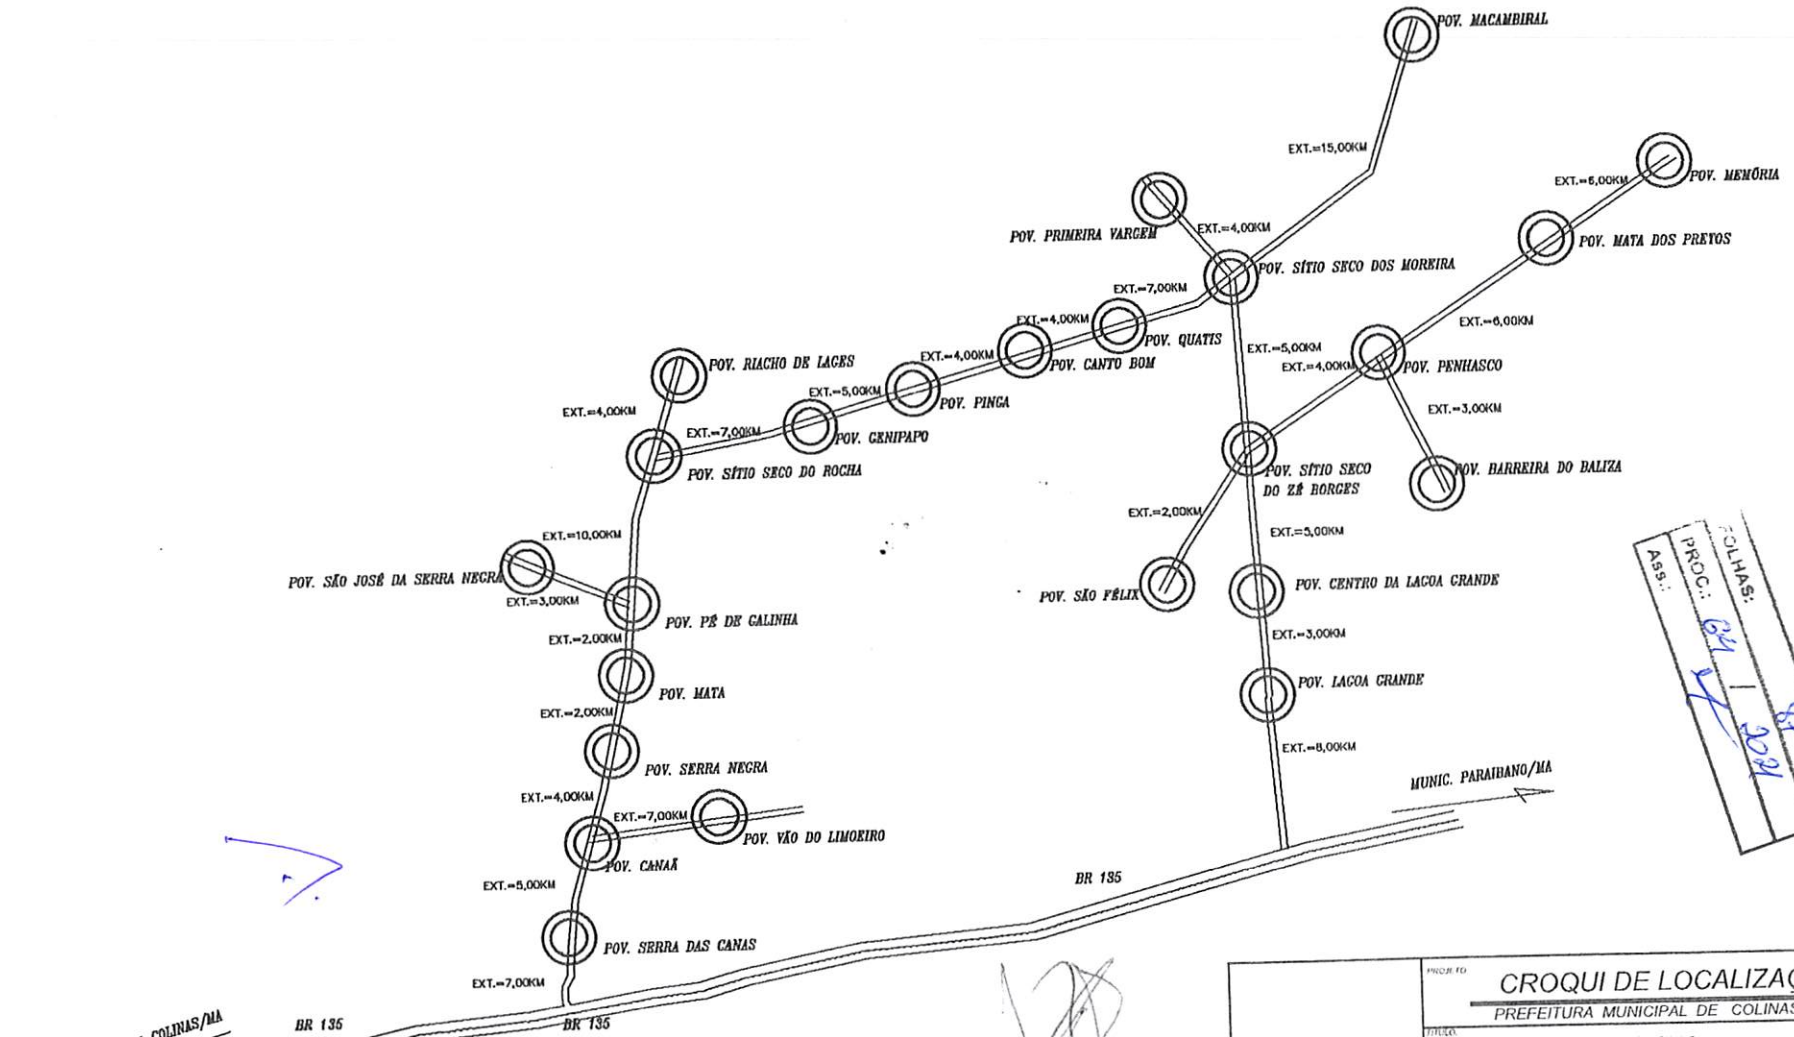 POV. MACAMBIRAL
EXT.=15,00KM
EXT.=6,00KM
POV. MEMÓRIA
POV. PRIMEIRA VARGEM
EXT.=4,00KM
POV. MATA DOS PRETOS
POV. SÍTIO SECO DOS MOREIRA
EXT.=7,00KM
EXT.=4,00KM
EXT.=6,00KM
POV. QUATIS
EXT.=5,00KM
EXT.=4,00KM
POV. CANTO BOM
EXT.=4,00KM
POV. PENHASCO
POV. RIACHO DE LAGES
EXT.=5,00KM
POV. PINGA
EXT.=4,00KM
EXT.=3,00KM
EXT.=7,00KM
POV. GENIPAPO
POV. SÍTIO SECO DO ROCHA
POV. SÍTIO SECO
DO ZÉ BORGES
POV. BARREIRA DO BALIZA
EXT.=2,00KM
EXT.=10,00KM
EXT.=5,00KM
POV. SÃO JOSÉ DA SERRA NEGRA
EXT.=3,00KM
POV. SÃO FÉLIX
POV. CENTRO DA LAGOA GRANDE
POV. PÉ DE GALINHA
EXT.=2,00KM
EXT.=3,00KM
POV. MATA
POV. LAGOA GRANDE
EXT.=2,00KM
EXT.=8,00KM
POV. SERRA NEGRA
EXT.=4,00KM
EXT.=7,00KM
POV. VÃO DO LIMOEIRO
MUNIC. PARAIBANO/MA
POV. CANAÃ
EXT.=5,00KM
BR 135
POV. SERRA DAS CANAS
EXT.=7,00KM
COLINAS/MA
BR 135
BR 135
FOLHAS:
PROC.: / 2021
Ass.:
PROJETO
CROQUI DE LOCALIZAÇ
PREFEITURA MUNICIPAL DE COLINAS
TÍTULO.